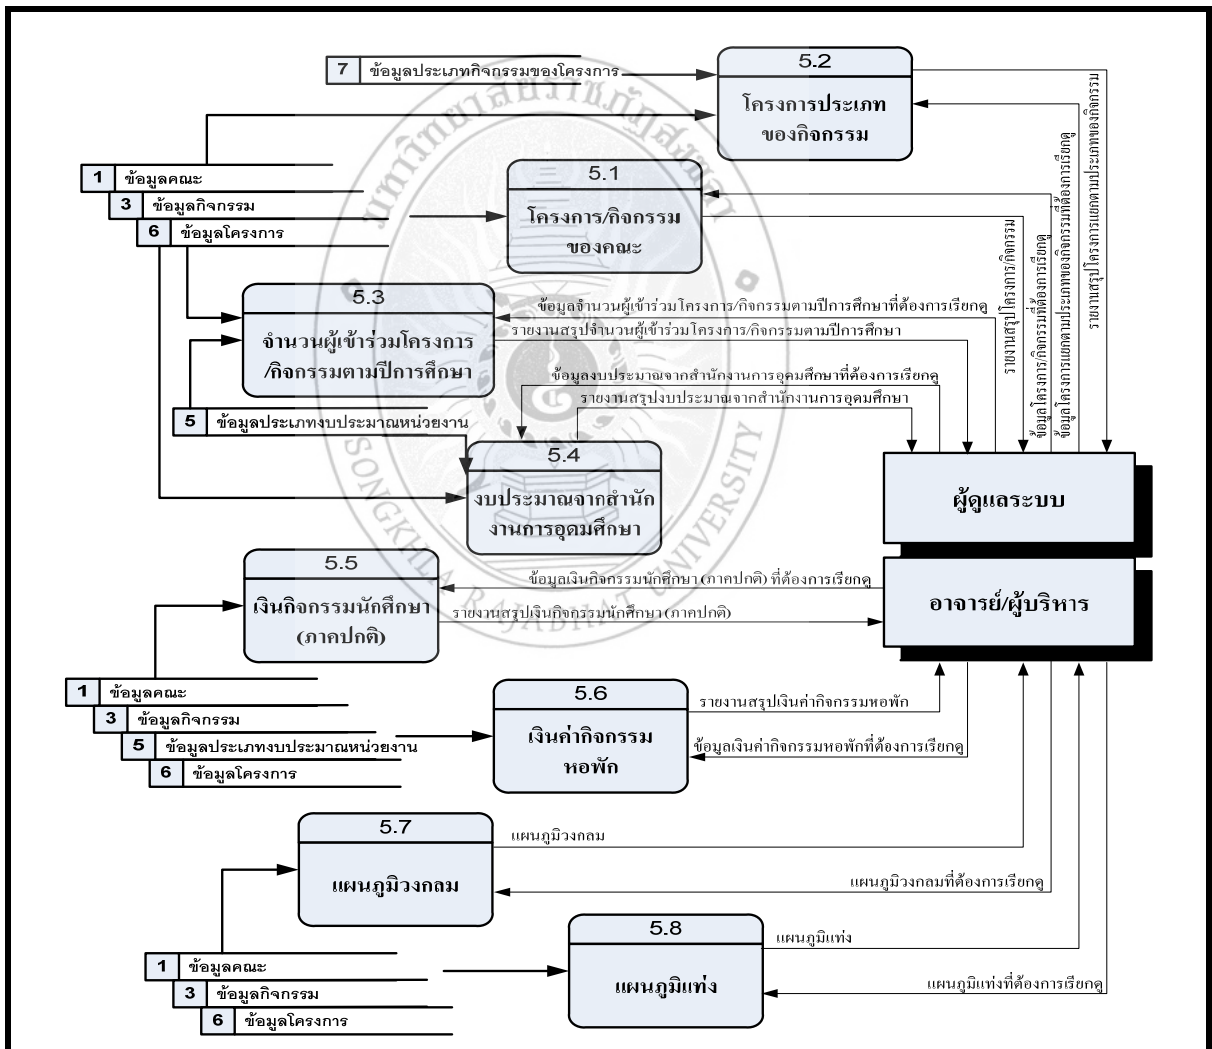 7 ข้อมูลประเภทกิจกรรมของโครงการ
5.2
โครงการประเภท
ของกิจกรรม
1 ข้อมูลคณะ
3 ข้อมูลกิจกรรม
6 ข้อมูลโครงการ
5.1
โครงการ/กิจกรรม
ของคณะ
5.3
จำนวนผู้เข้าร่วมโครงการ
/กิจกรรมตามปีการศึกษา
ข้อมูลจำนวนผู้เข้าร่วมโครงการ/กิจกรรมตามปีการศึกษาที่ต้องการเรียกดู
รายงานสรุปจำนวนผู้เข้าร่วมโครงการ/กิจกรรมตามปีการศึกษา
ข้อมูลงบประมาณจากสำนักงานการอุดมศึกษาที่ต้องการเรียกดู
รายงานสรุปงบประมาณจากสำนักงานการอุดมศึกษา
รายงานสรุปโครงการ/กิจกรรม
ข้อมูลโครงการ/กิจกรรมที่ต้องการเรียกดู
ข้อมูลโครงการแยกตามประเภทของกิจกรรมที่ต้องการเรียกดู
รายงานสรุปโครงการแยกตามประเภทของกิจกรรม
5 ข้อมูลประเภทงบประมาณหน่วยงาน
5.4
งบประมาณจากสำนัก
งานการอุดมศึกษา
ผู้ดูแลระบบ
อาจารย์/ผู้บริหาร
5.5
เงินกิจกรรมนักศึกษา
(ภาคปกติ)
ข้อมูลเงินกิจกรรมนักศึกษา (ภาคปกติ) ที่ต้องการเรียกดู
รายงานสรุปเงินกิจกรรมนักศึกษา (ภาคปกติ)
1 ข้อมูลคณะ
3 ข้อมูลกิจกรรม
5 ข้อมูลประเภทงบประมาณหน่วยงาน
6 ข้อมูลโครงการ
5.6
เงินค่ากิจกรรม
หอพัก
รายงานสรุปเงินค่ากิจกรรมหอพัก
ข้อมูลเงินค่ากิจกรรมหอพักที่ต้องการเรียกดู
5.7
แผนภูมิวงกลม
แผนภูมิวงกลม
แผนภูมิวงกลมที่ต้องการเรียกดู
1 ข้อมูลคณะ
3 ข้อมูลกิจกรรม
6 ข้อมูลโครงการ
5.8
แผนภูมิแท่ง
แผนภูมิแท่ง
แผนภูมิแท่งที่ต้องการเรียกดู
มหาวิทยาลัยราชภัฏสงขลา
SONGKHLA RAJABHAT UNIVERSITY